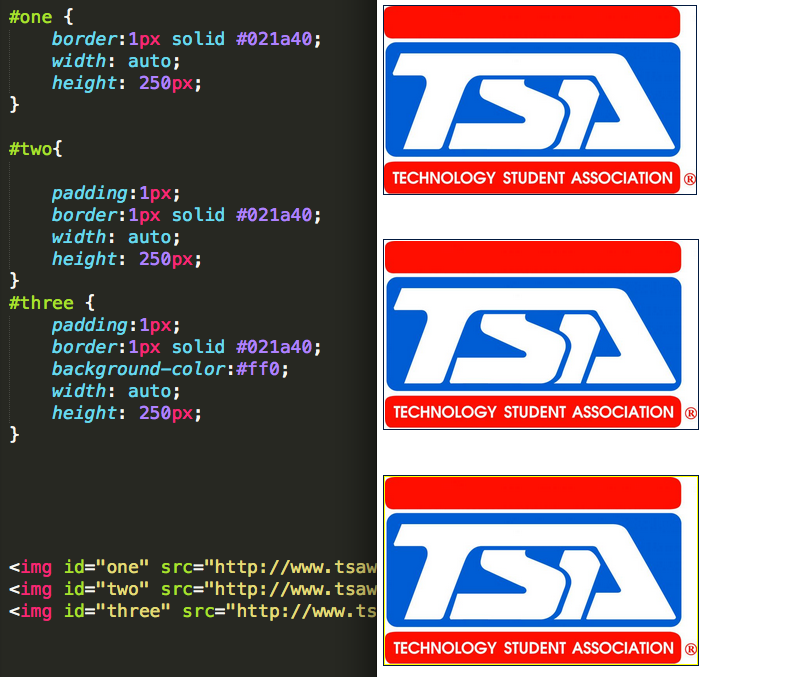 #one {
border:1px solid #021a40;
width: auto;
height: 250px;
}
#two{
padding:1px;
border:1px solid #021a40;
width: auto;
height: 250px;
}
#three {
padding:1px;
border:1px solid #021a40;
background-color:#ff0;
width: auto;
height: 250px;
}
<img id="one" src="http://www.tsaw
<img id="two" src="http://www.tsaw
<img id="three" src="http://www.ts
TSA
TECHNOLOGY STUDENT ASSOCIATION ®
TSA
TECHNOLOGY STUDENT ASSOCIATION ®
TSA
TECHNOLOGY STUDENT ASSOCIATION ®